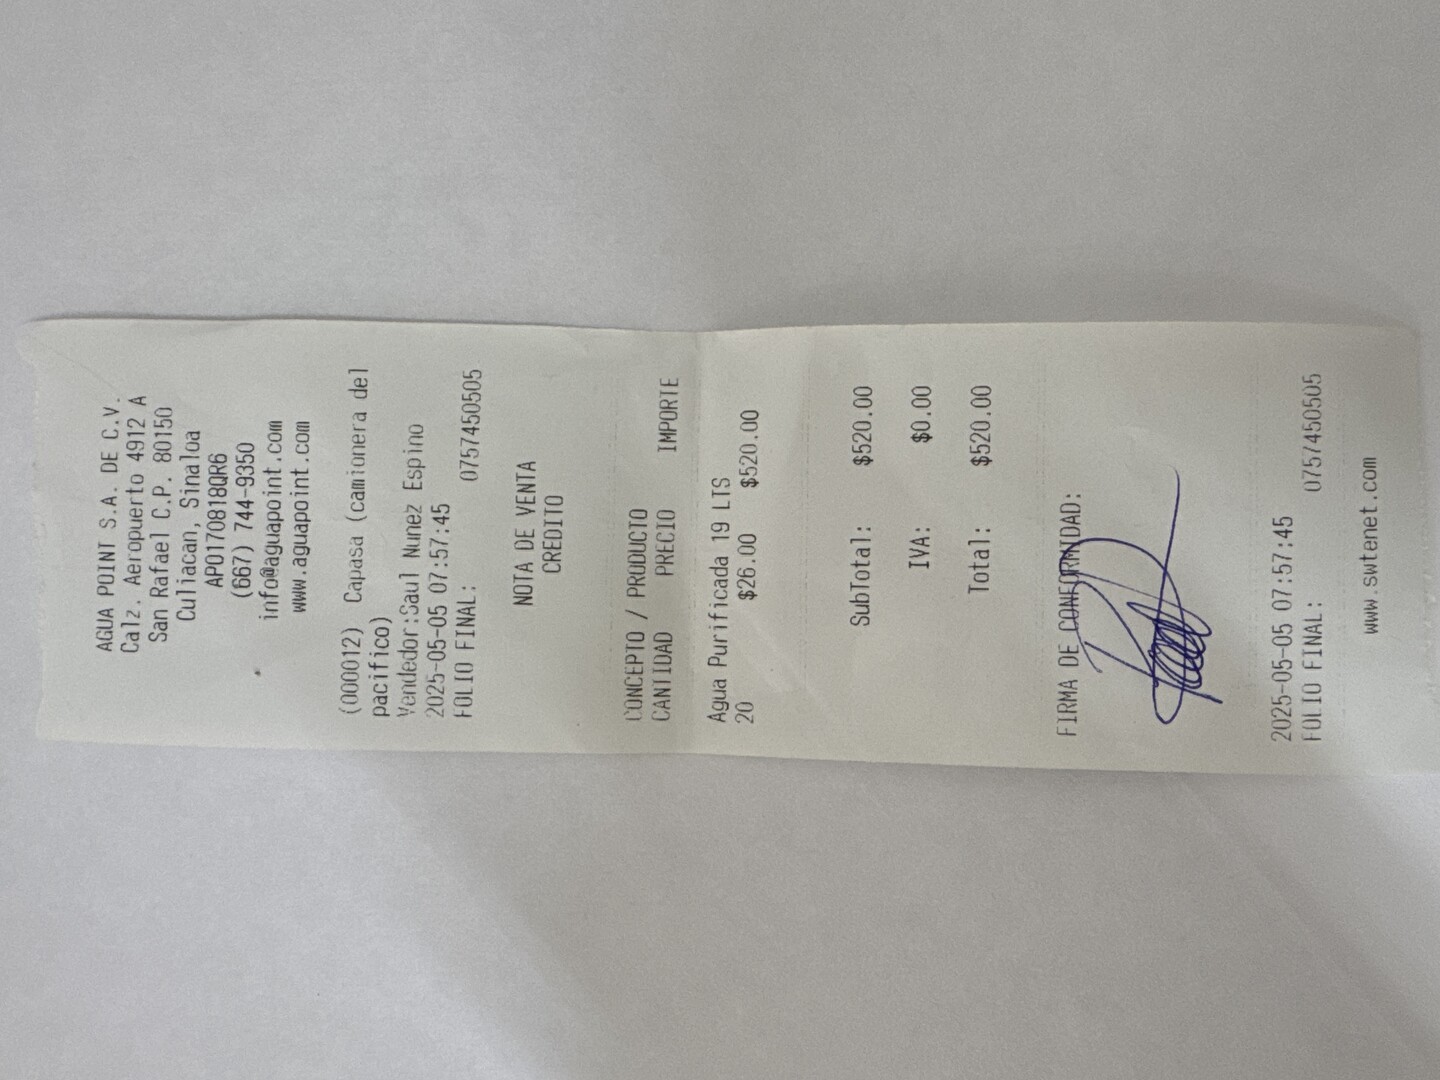 AGUA POINT S.A. DE C.V.
Calz. Aeropuerto 4912 A
San Rafael C.P. 80150
Culiacan, Sinaloa
APO170818QR6
(667) 744-9350
info@aguapoint.com
www.aguapoint.com
(000012) Capasa (camionera del
pacifico)
Vendedor:Saul Nunez Espino
2025-05-05 07:57:45
FOLIO FINAL: 0757450505
NOTA DE VENTA
CREDITO
CONCEPTO / PRODUCTO
CANTIDAD PRECIO IMPORTE
Agua Purificada 19 LTS
20 $26.00 $520.00
SubTotal: $520.00
IVA: $0.00
Total: $520.00
FIRMA DE CONFORMIDAD:
2025-05-05 07:57:45
FOLIO FINAL: 0757450505
www.swtenet.com